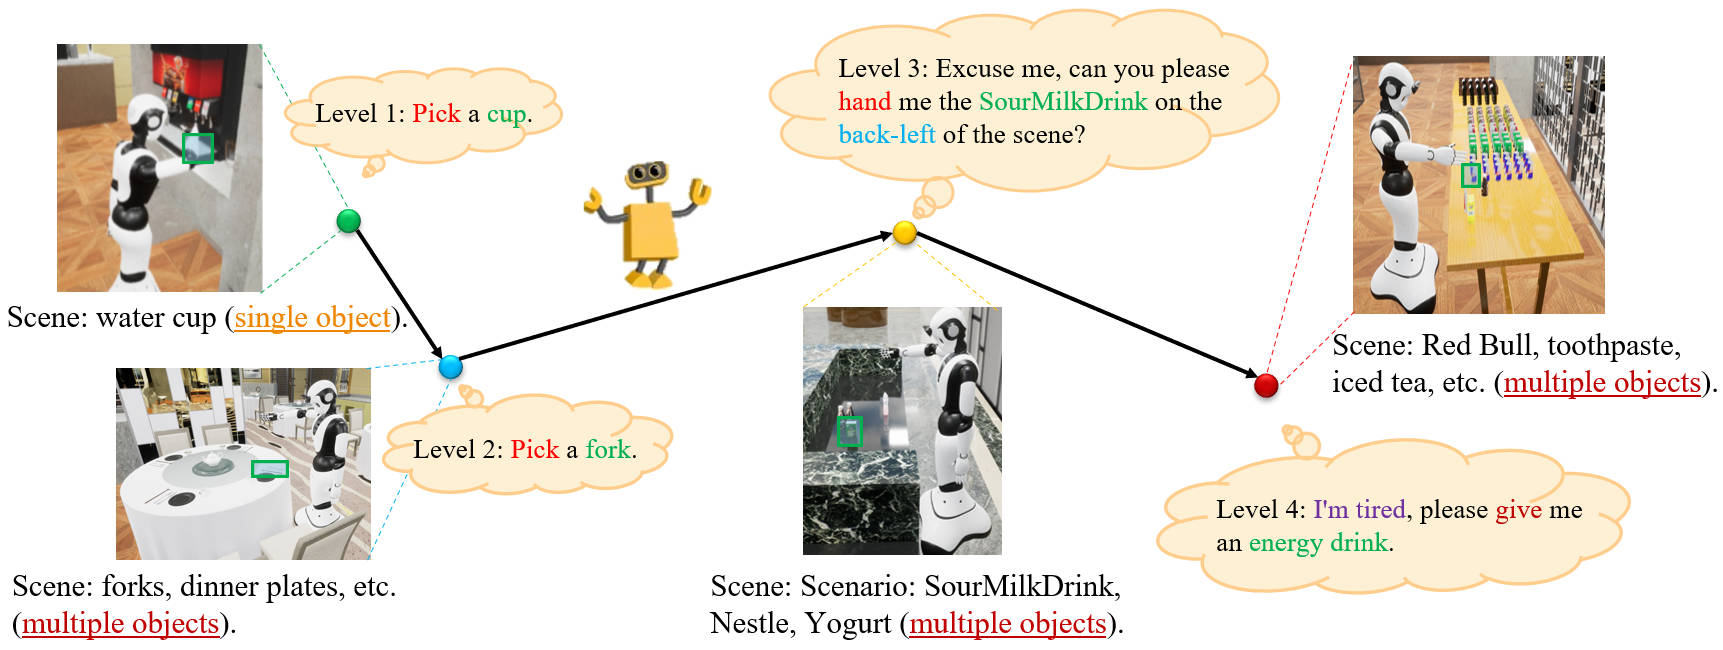 Level 1: Pick a cup.
Scene: water cup (single object).
Level 2: Pick a fork.
Scene: forks, dinner plates, etc.
(multiple objects).
Level 3: Excuse me, can you please
hand me the SourMilkDrink on the
back-left of the scene?
Scene: Scenario: SourMilkDrink,
Nestle, Yogurt (multiple objects).
Scene: Red Bull, toothpaste,
iced tea, etc. (multiple objects).
Level 4: I'm tired, please give me
an energy drink.